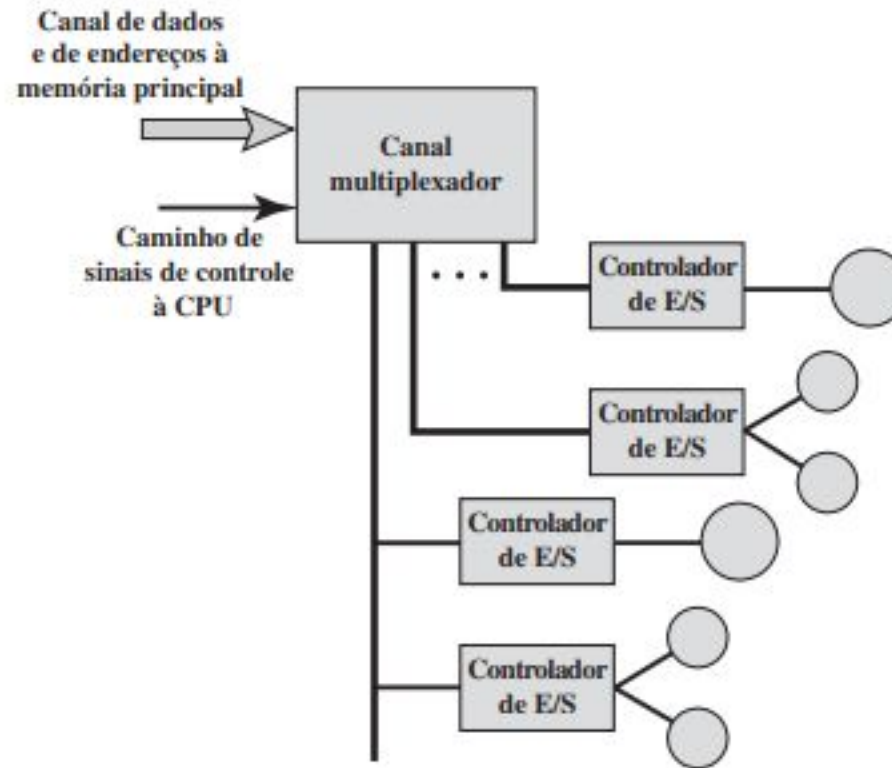 Canal de dados
e de endereços à
memória principal
Canal
multiplexador
Caminho de
sinais de controle
à CPU
. . .
Controlador
de E/S
Controlador
de E/S
Controlador
de E/S
Controlador
de E/S